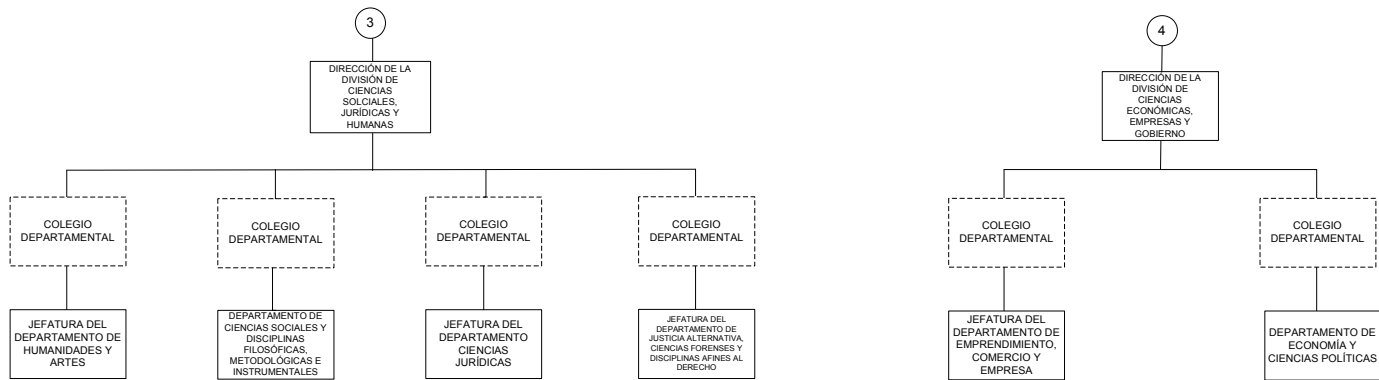 3
DIRECCIÓN DE LA
DIVISIÓN DE
CIENCIAS
SOLCIALES,
JURÍDICAS Y
HUMANAS
COLEGIO
DEPARTAMENTAL
COLEGIO
DEPARTAMENTAL
COLEGIO
DEPARTAMENTAL
COLEGIO
DEPARTAMENTAL
JEFATURA DEL
DEPARTAMENTO DE
HUMANIDADES Y
ARTES
DEPARTAMENTO DE
CIENCIAS SOCIALES Y
DISCIPLINAS
FILOSÓFICAS,
METODOLÓGICAS E
INSTRUMENTALES
JEFATURA DEL
DEPARTAMENTO
CIENCIAS
JURÍDICAS
JEFATURA DEL
DEPARTAMENTO DE
JUSTICIA ALTERNATIVA,
CIENCIAS FORENSES Y
DISCIPLINAS AFINES AL
DERECHO
4
DIRECCIÓN DE LA
DIVISIÓN DE
CIENCIAS
ECONÓMICAS,
EMPRESAS Y
GOBIERNO
COLEGIO
DEPARTAMENTAL
COLEGIO
DEPARTAMENTAL
JEFATURA DEL
DEPARTAMENTO DE
EMPRENDIMIENTO,
COMERCIO Y
EMPRESA
DEPARTAMENTO DE
ECONOMÍA Y
CIENCIAS POLÍTICAS